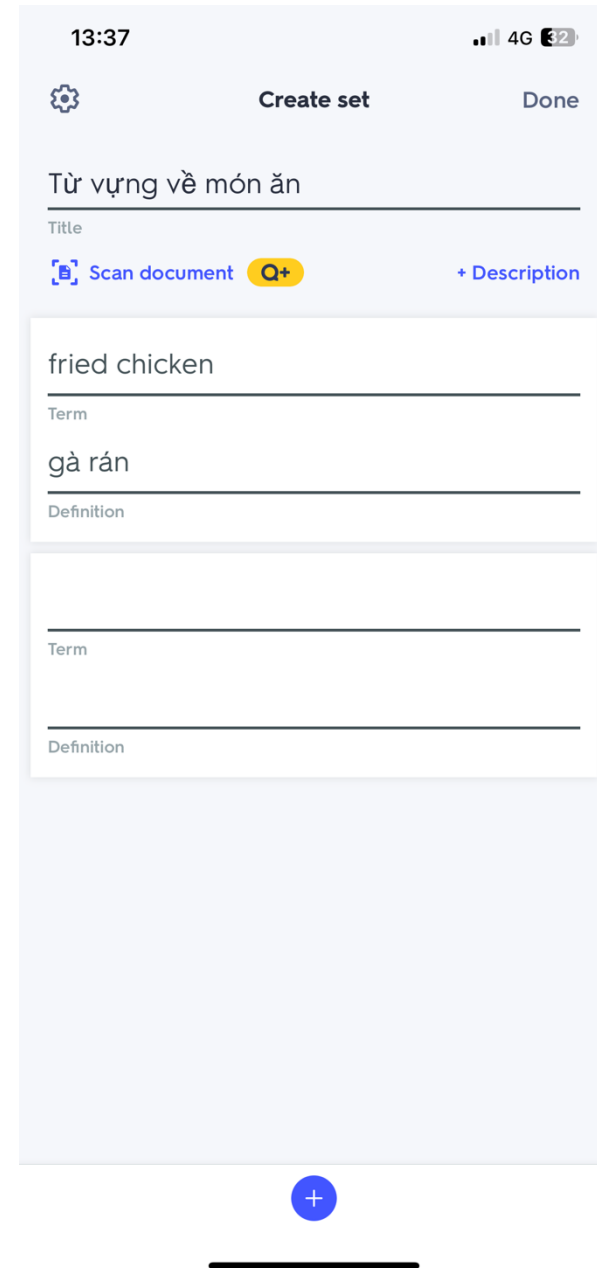 13:37
4G 32
Create set
Done
Từ vựng về món ăn
Title
Scan document Q+
+ Description
fried chicken
Term
gà rán
Definition
Term
Definition
+